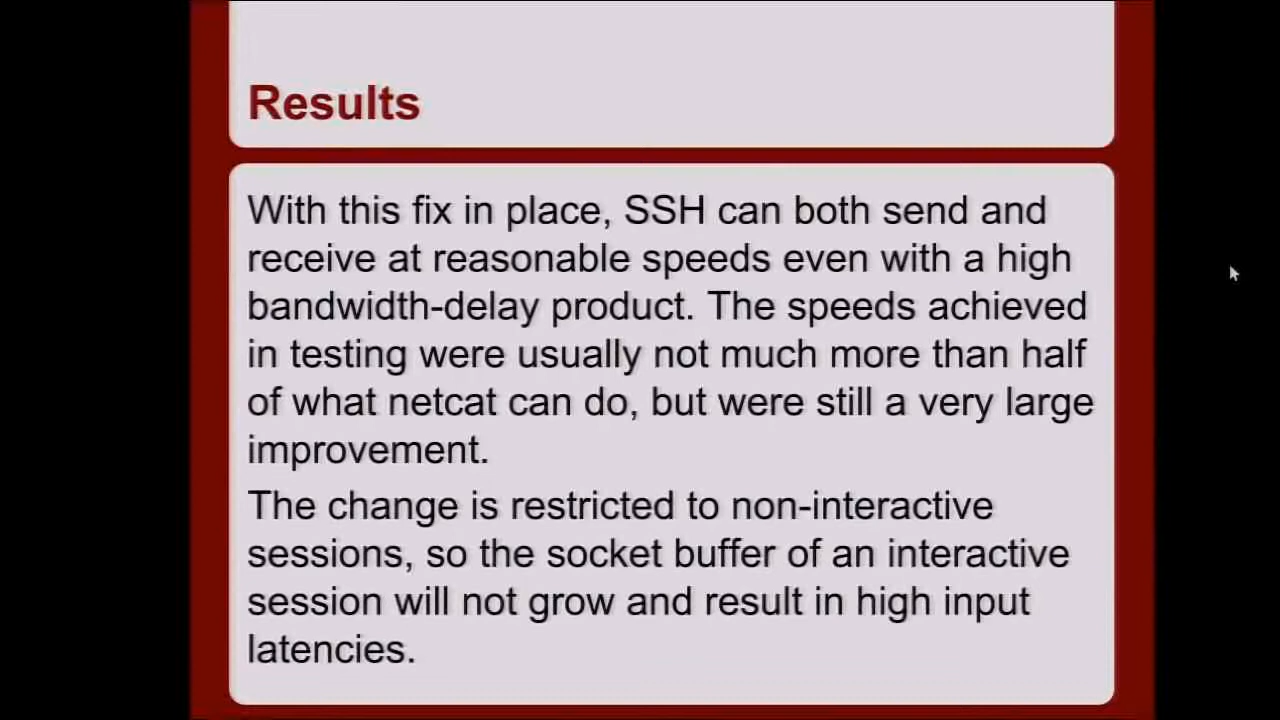 Results
With this fix in place, SSH can both send and
receive at reasonable speeds even with a high
bandwidth-delay product. The speeds achieved
in testing were usually not much more than half
of what netcat can do, but were still a very large
improvement.
The change is restricted to non-interactive
sessions, so the socket buffer of an interactive
session will not grow and result in high input
latencies.